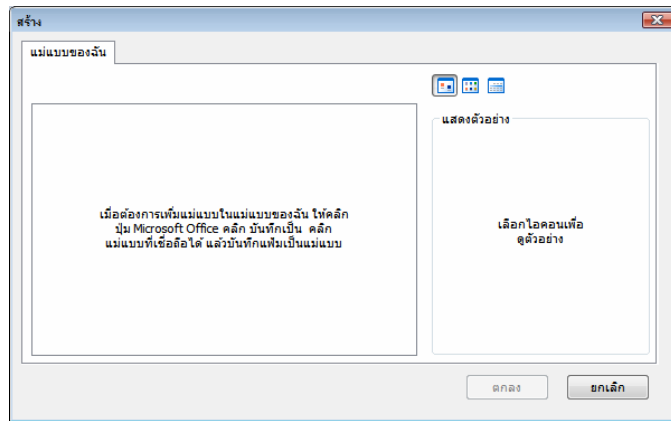 สร้าง
แม่แบบของฉัน
แสดงตัวอย่าง
เมื่อต้องการเพิ่มแม่แบบในแม่แบบของฉัน ให้คลิก
ปุ่ม Microsoft Office คลิก บันทึกเป็น คลิก
แม่แบบที่เชื่อถือได้ แล้วบันทึกแฟ้มเป็นแม่แบบ
เลือกไอคอนเพื่อ
ดูตัวอย่าง
ตกลง
ยกเลิก